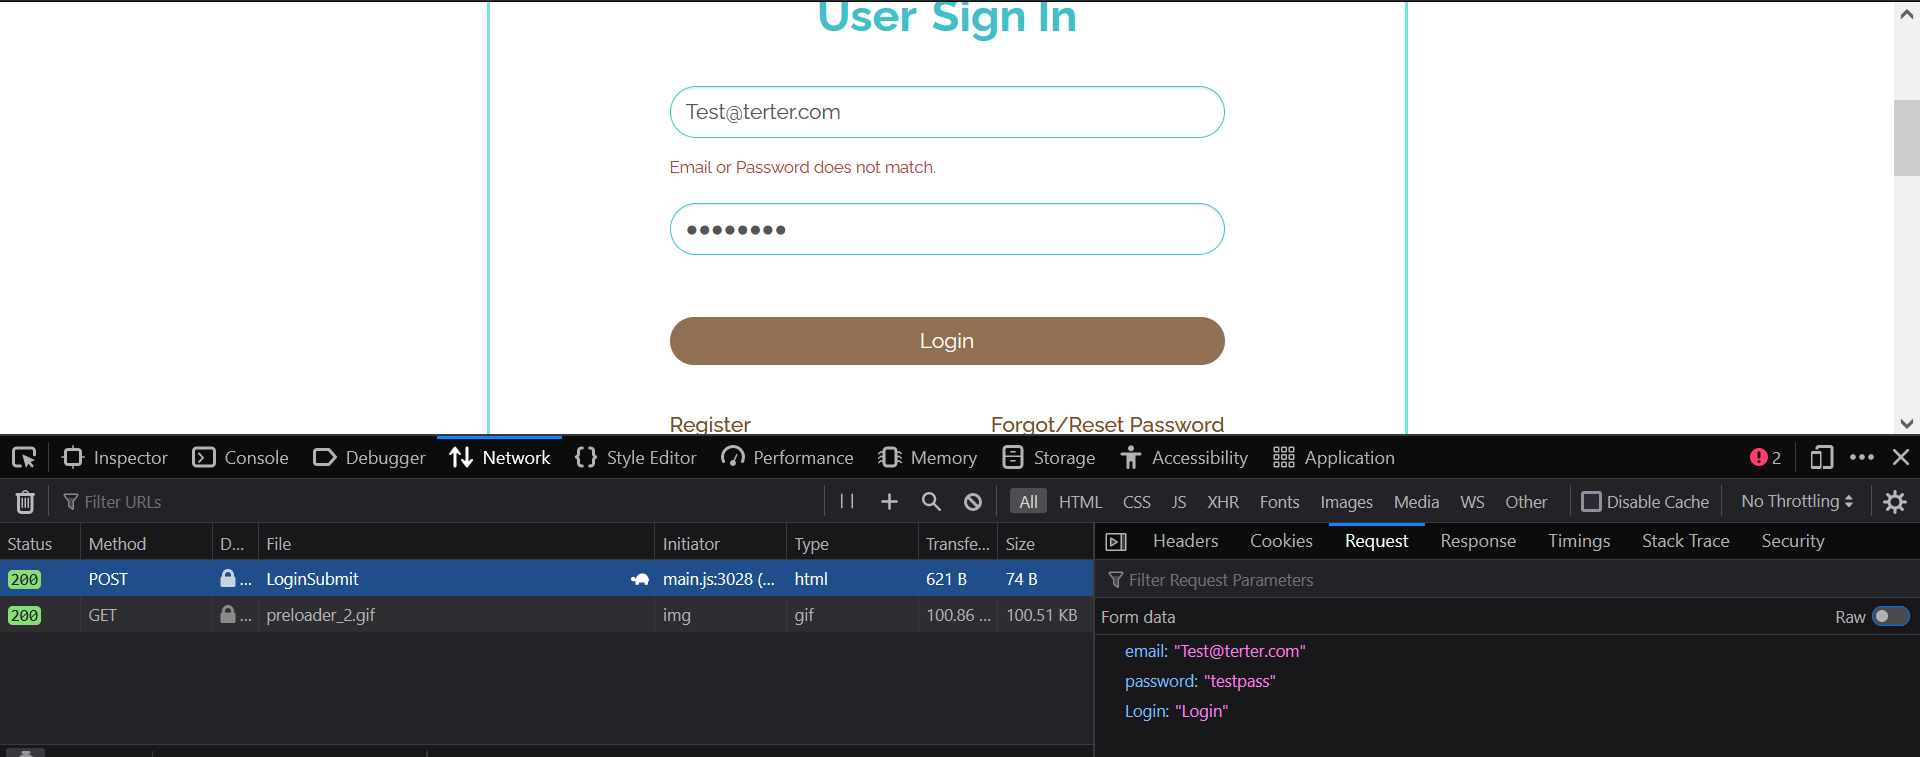 User Sign In
Test@terter.com
Email or Password does not match.
●●●●●●●●
Login
Register Forgot/Reset Password
Inspector Console Debugger Network Style Editor Performance Memory Storage Accessibility Application 2
Filter URLs All HTML CSS JS XHR Fonts Images Media WS Other Disable Cache No Throttling
Status Method D... File Initiator Type Transfe... Size
200 POST ... LoginSubmit main.js:3028 (... html 621 B 74 B
200 GET ... preloader_2.gif img gif 100.86 ... 100.51 KB
Headers Cookies Request Response Timings Stack Trace Security
Filter Request Parameters
Form data Raw
email: "Test@terter.com"
password: "testpass"
Login: "Login"